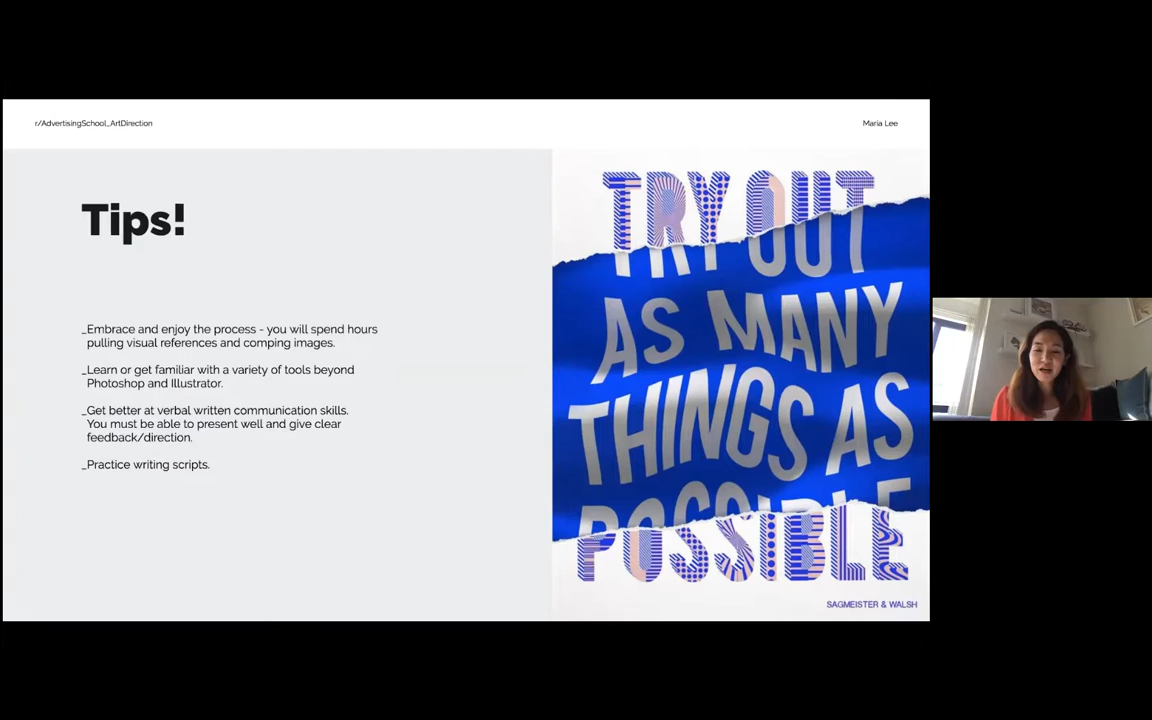 r/AdvertisingSchool_ArtDirection
Maria Lee
Tips!
_Embrace and enjoy the process - you will spend hours
pulling visual references and comping images.
_Learn or get familiar with a variety of tools beyond
Photoshop and Illustrator.
_Get better at verbal written communication skills.
You must be able to present well and give clear
feedback/direction.
_Practice writing scripts.
TRY OUT
TRY OUT
AS MANY
THINGS AS
POSSIBLE
POSSIBLE
SAGMEISTER & WALSH